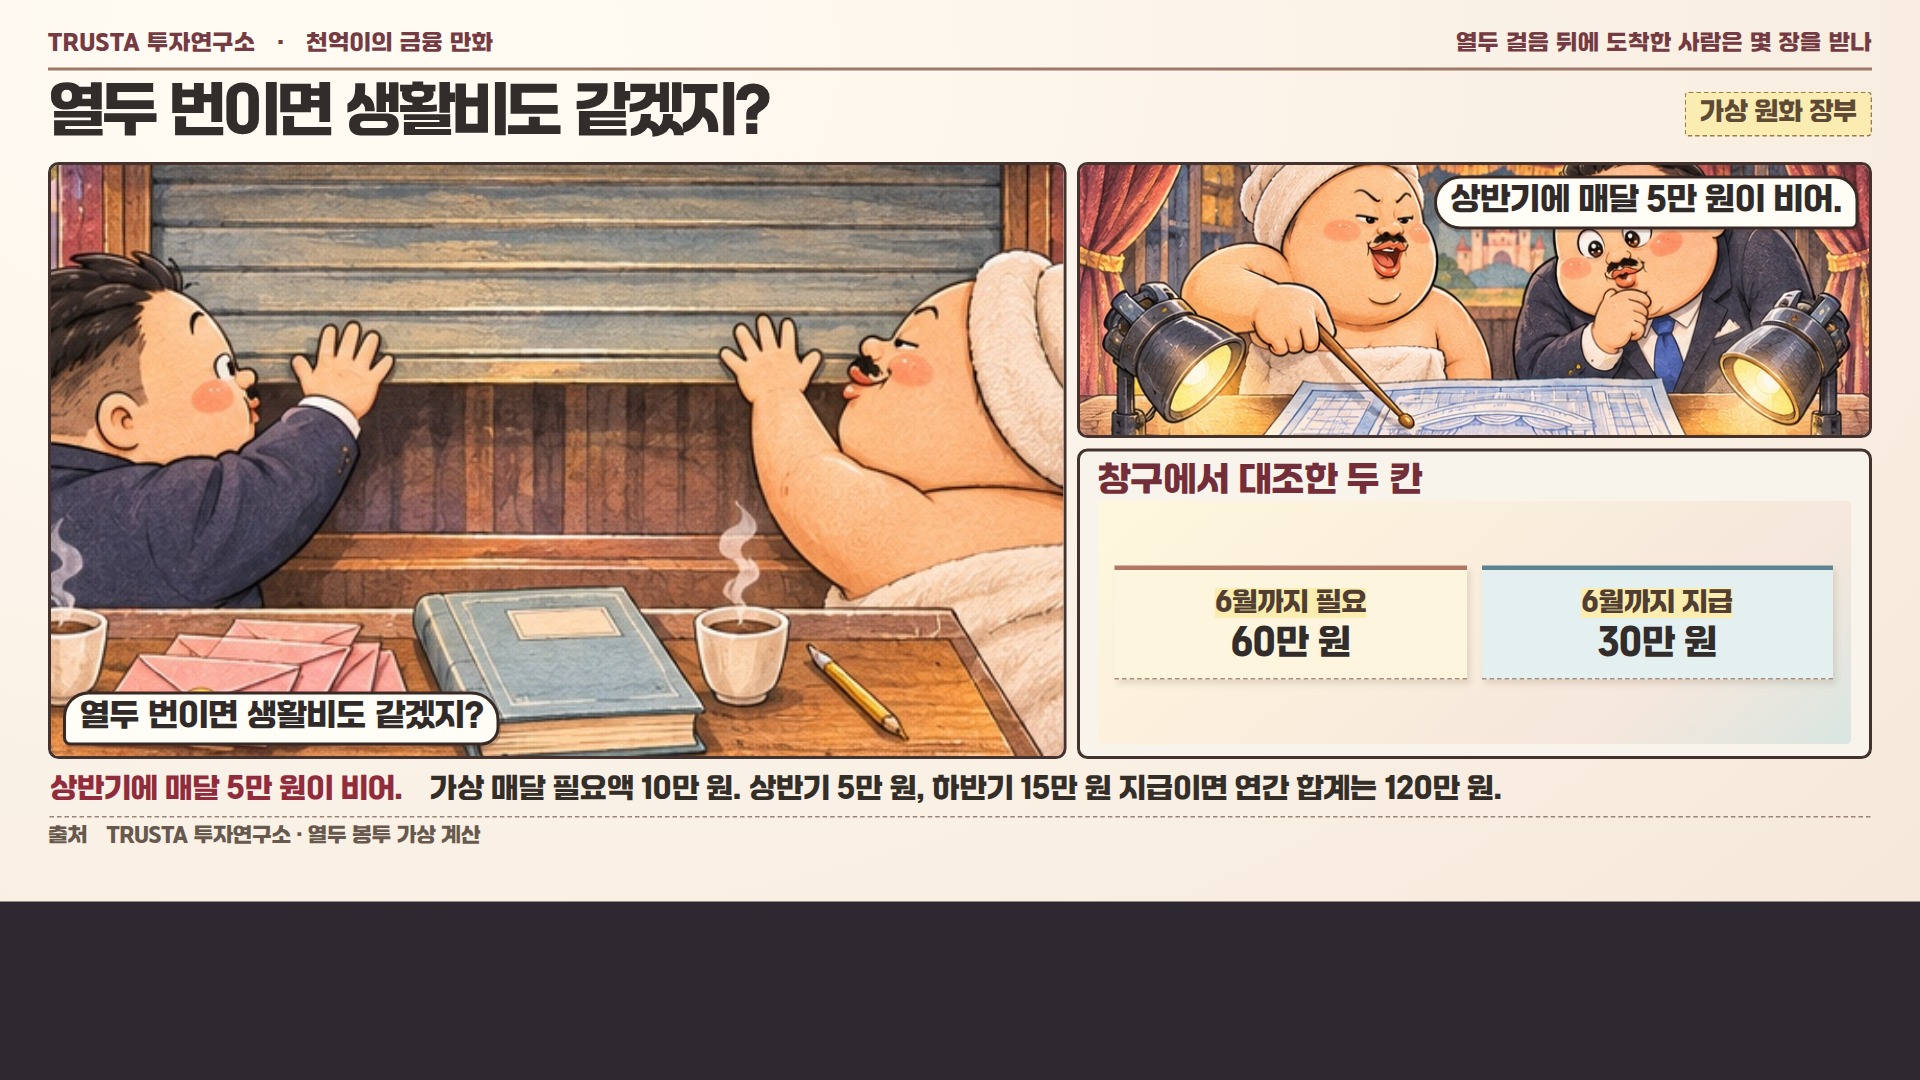 TRUSTA 투자연구소 · 천억이의 금융 만화
열두 걸음 뒤에 도착한 사람은 몇 장을 받나
열두 번이면 생활비도 같겠지?
가상 원화 장부
열두 번이면 생활비도 같겠지?
상반기에 매달 5만 원이 비어.
창구에서 대조한 두 칸
6월까지 필요
60만 원
6월까지 지급
30만 원
상반기에 매달 5만 원이 비어. 가상 매달 필요액 10만 원. 상반기 5만 원, 하반기 15만 원 지급이면 연간 합계는 120만 원.
출처 TRUSTA 투자연구소 · 열두 봉투 가상 계산